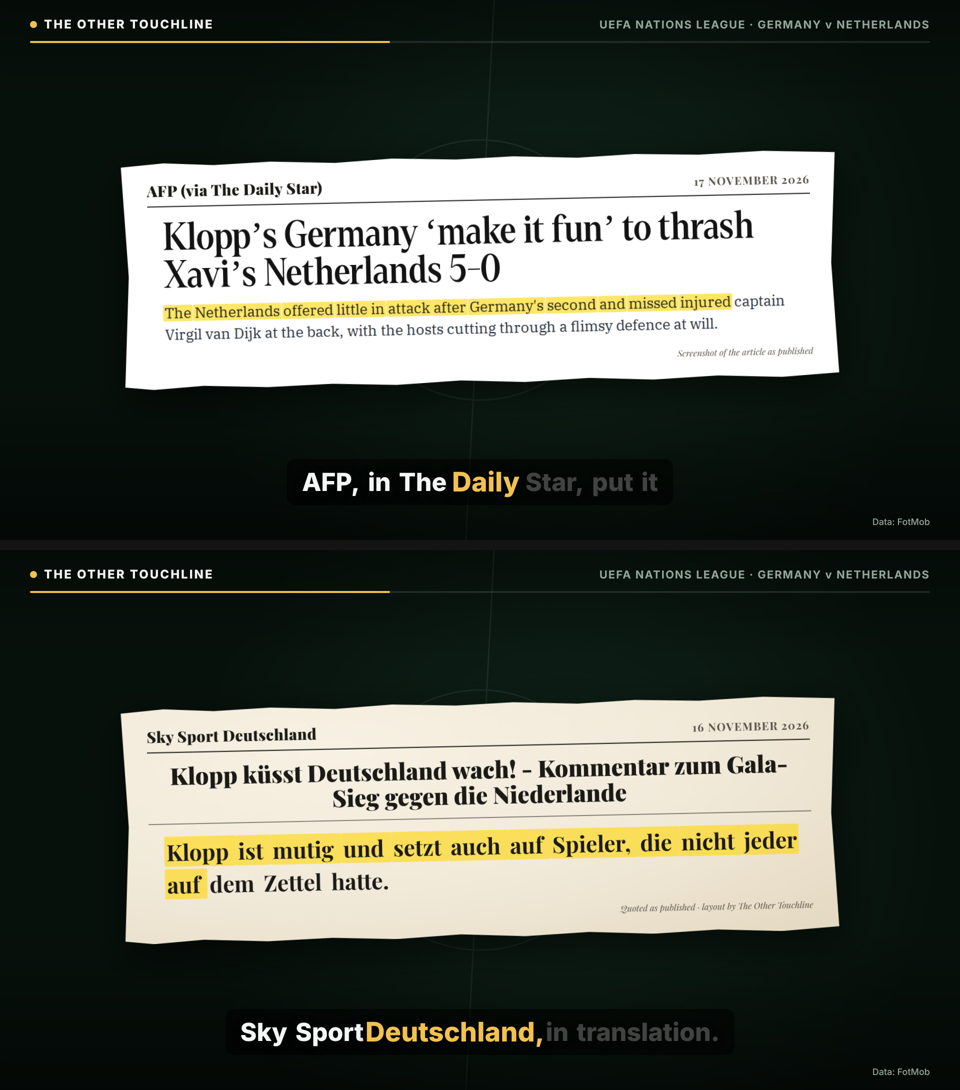 THE OTHER TOUCHLINE
UEFA NATIONS LEAGUE · GERMANY v NETHERLANDS
AFP (via The Daily Star)
17 NOVEMBER 2026
Klopp’s Germany ‘make it fun’ to thrash
Xavi’s Netherlands 5-0
The Netherlands offered little in attack after Germany's second and missed injured captain
Virgil van Dijk at the back, with the hosts cutting through a flimsy defence at will.
Screenshot of the article as published
AFP, in The Daily Star, put it
Data: FotMob
THE OTHER TOUCHLINE
UEFA NATIONS LEAGUE · GERMANY v NETHERLANDS
Sky Sport Deutschland
16 NOVEMBER 2026
Klopp küsst Deutschland wach! - Kommentar zum Gala-
Sieg gegen die Niederlande
Klopp ist mutig und setzt auch auf Spieler, die nicht jeder
auf dem Zettel hatte.
Quoted as published · layout by The Other Touchline
Sky Sport Deutschland, in translation.
Data: FotMob